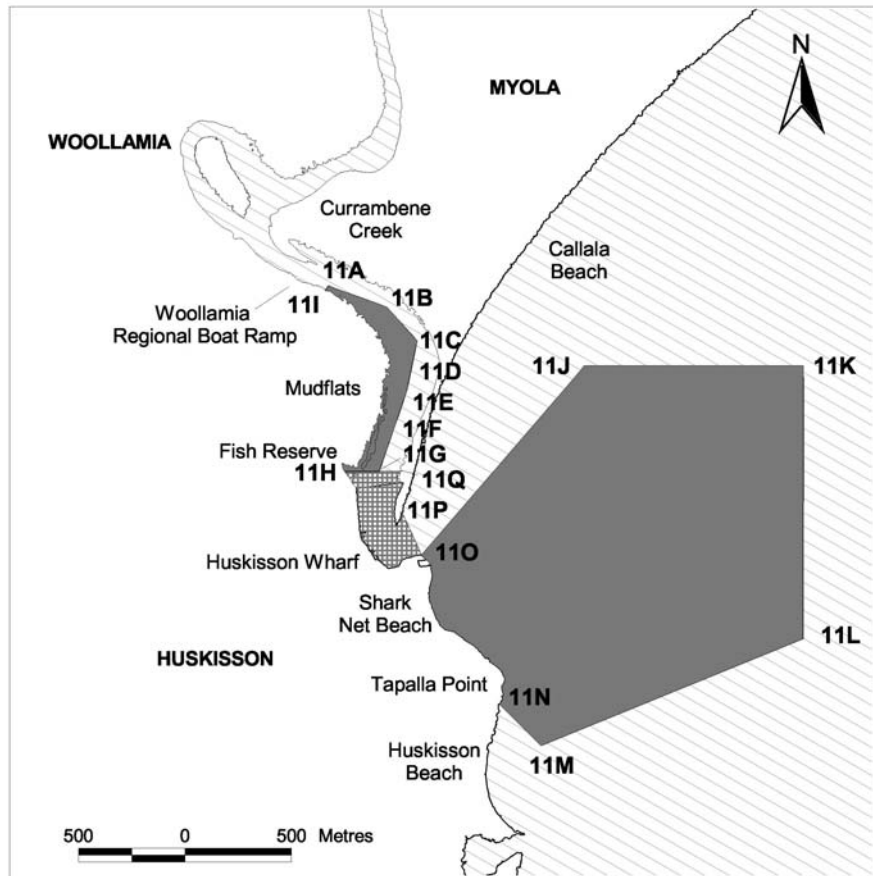 N
MYOLA
WOOLLAMIA
Currambene
Creek
Callala
Beach
11A
11I
11B
Woollamia
Regional Boat Ramp
11C
11J
11K
11D
Mudflats
11E
11F
Fish Reserve
11G
11H
11Q
11P
11O
Huskisson Wharf
Shark
Net Beach
11L
HUSKISSON
Tapalla Point
11N
Huskisson
Beach
11M
500 0 500 Metres